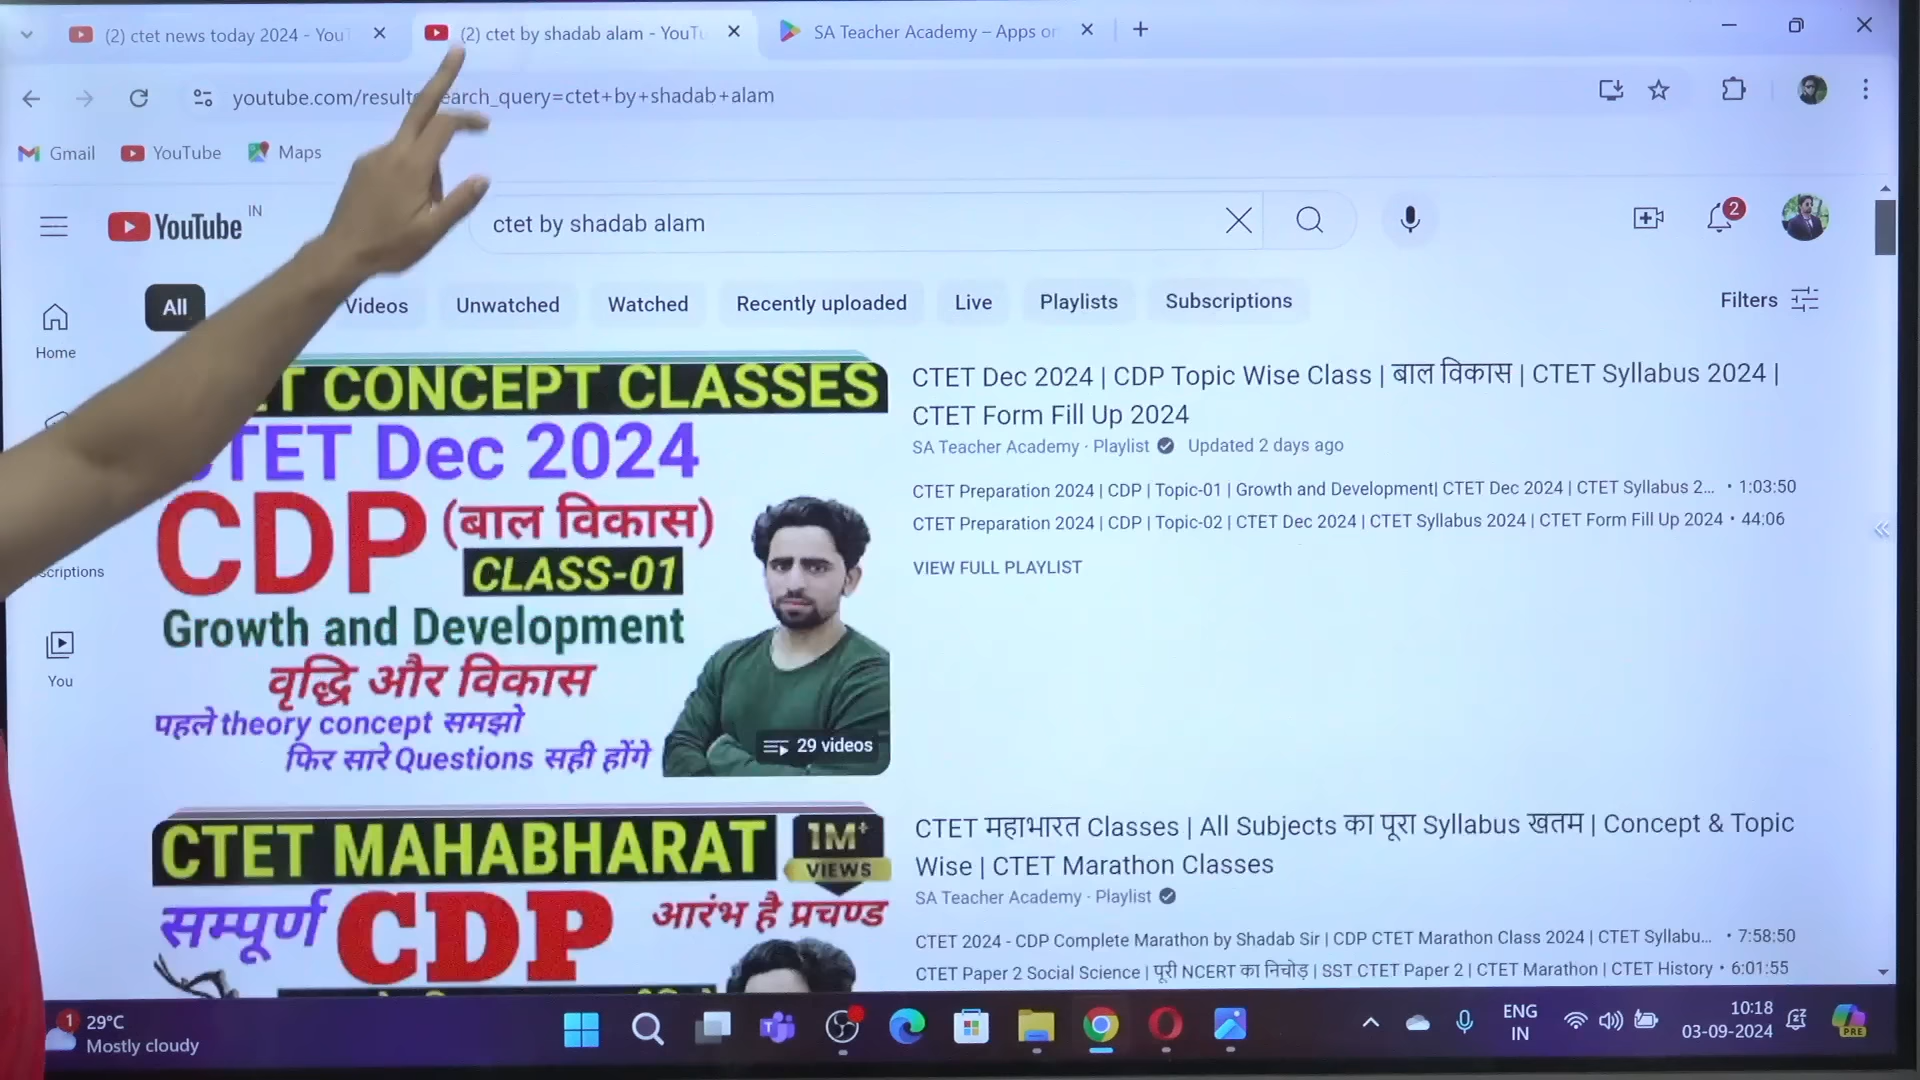 (2) ctet news today 2024 - You
(2) ctet by shadab alam - YouTu
SA Teacher Academy – Apps on
youtube.com/results
earch_query=ctet+by+shadab+alam
Gmail
YouTube
Maps
YouTube IN
ctet by shadab alam
2
All
Videos
Unwatched
Watched
Recently uploaded
Live
Playlists
Subscriptions
Filters
Home
scriptions
You
T CONCEPT CLASSES
CTET Dec 2024
CDP (बाल विकास)
CLASS-01
Growth and Development
वृद्धि और विकास
पहले theory concept समझो
फिर सारे Questions सही होंगे
29 videos
CTET Dec 2024 | CDP Topic Wise Class | बाल विकास | CTET Syllabus 2024 |
CTET Form Fill Up 2024
SA Teacher Academy · Playlist Updated 2 days ago
CTET Preparation 2024 | CDP | Topic-01 | Growth and Development| CTET Dec 2024 | CTET Syllabus 2... · 1:03:50
CTET Preparation 2024 | CDP | Topic-02 | CTET Dec 2024 | CTET Syllabus 2024 | CTET Form Fill Up 2024 · 44:06
VIEW FULL PLAYLIST
CTET MAHABHARAT
1M+
VIEWS
सम्पूर्ण CDP
आरंभ है प्रचण्ड
CTET महाभारत Classes | All Subjects का पूरा Syllabus खतम | Concept & Topic
Wise | CTET Marathon Classes
SA Teacher Academy · Playlist
CTET 2024 - CDP Complete Marathon by Shadab Sir | CDP CTET Marathon Class 2024 | CTET Syllabu... · 7:58:50
CTET Paper 2 Social Science | पूरी NCERT का निचोड़ | SST CTET Paper 2 | CTET Marathon | CTET History · 6:01:55
1
29°C
Mostly cloudy
ENG
IN
10:18
03-09-2024
PRE